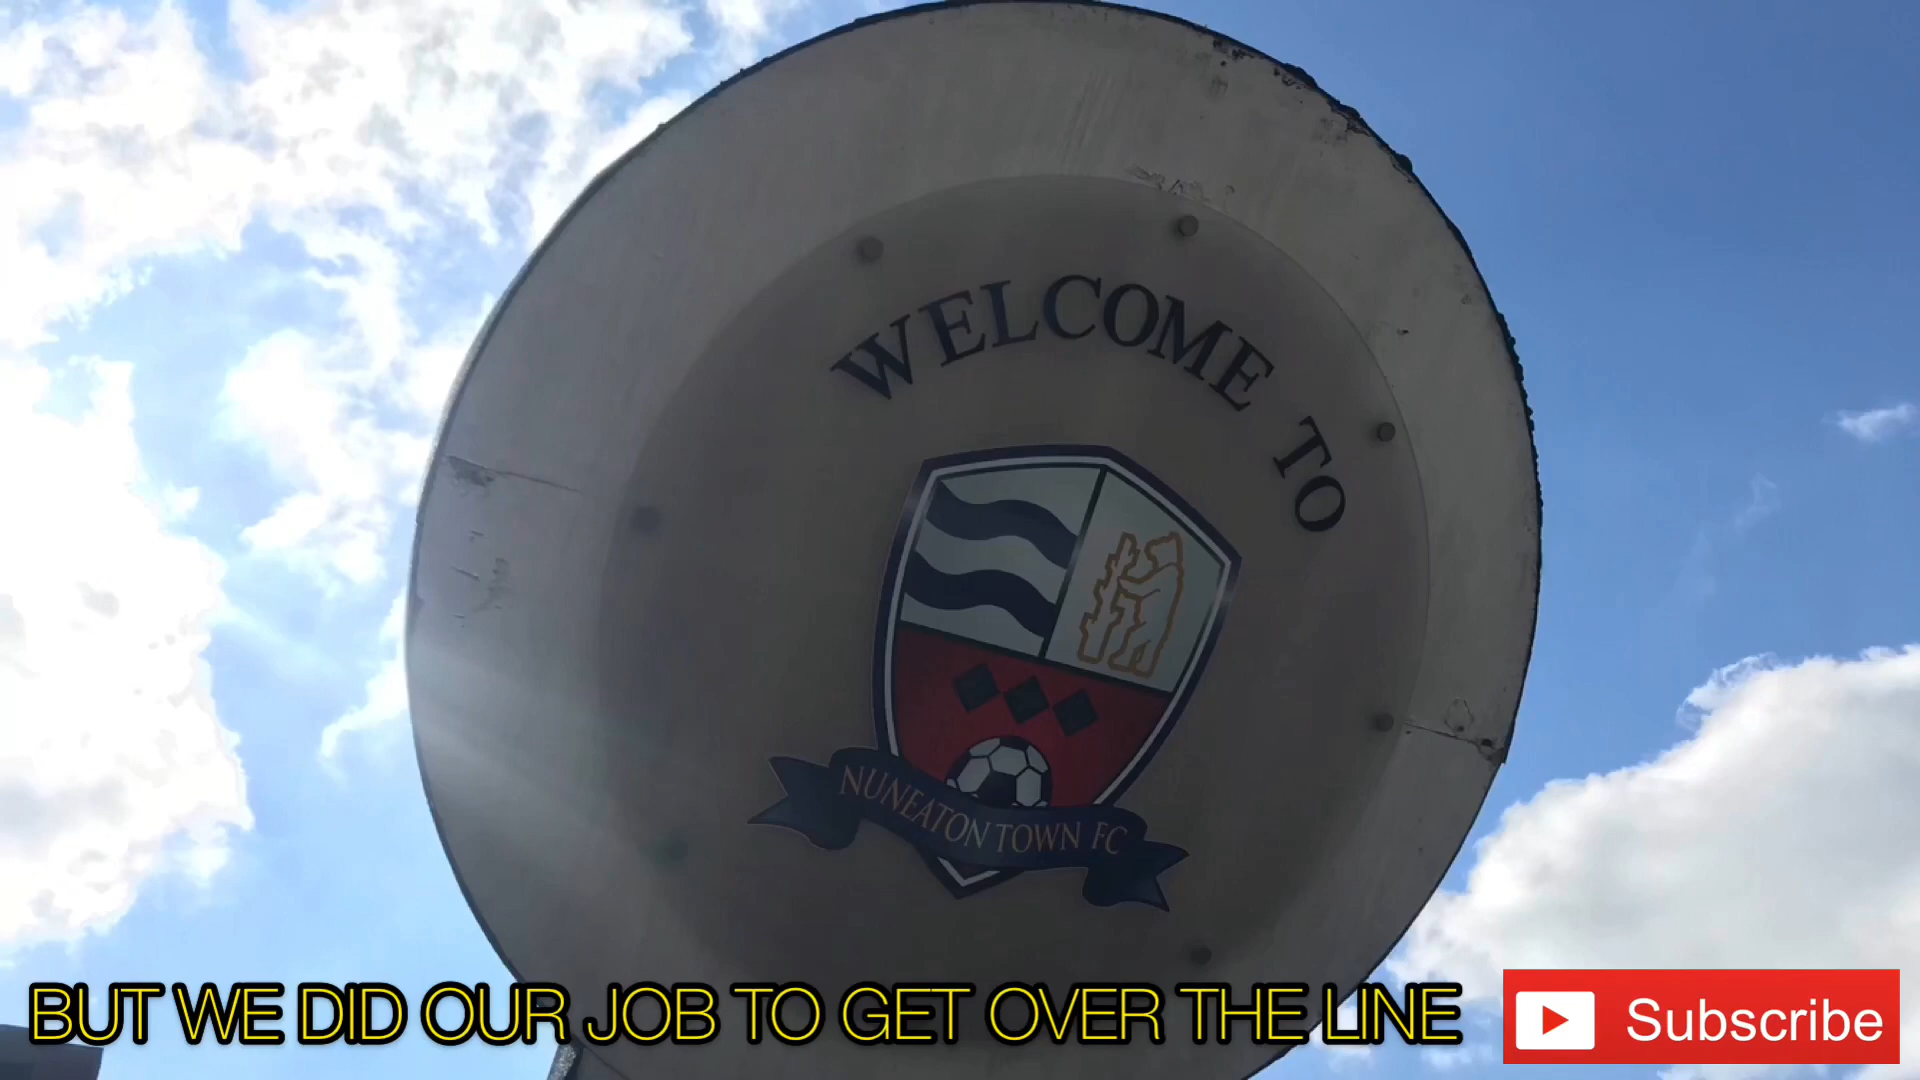 WELCOME TO
NUNEATON TOWN FC
BUT WE DID OUR JOB TO GET OVER THE LINE
Subscribe